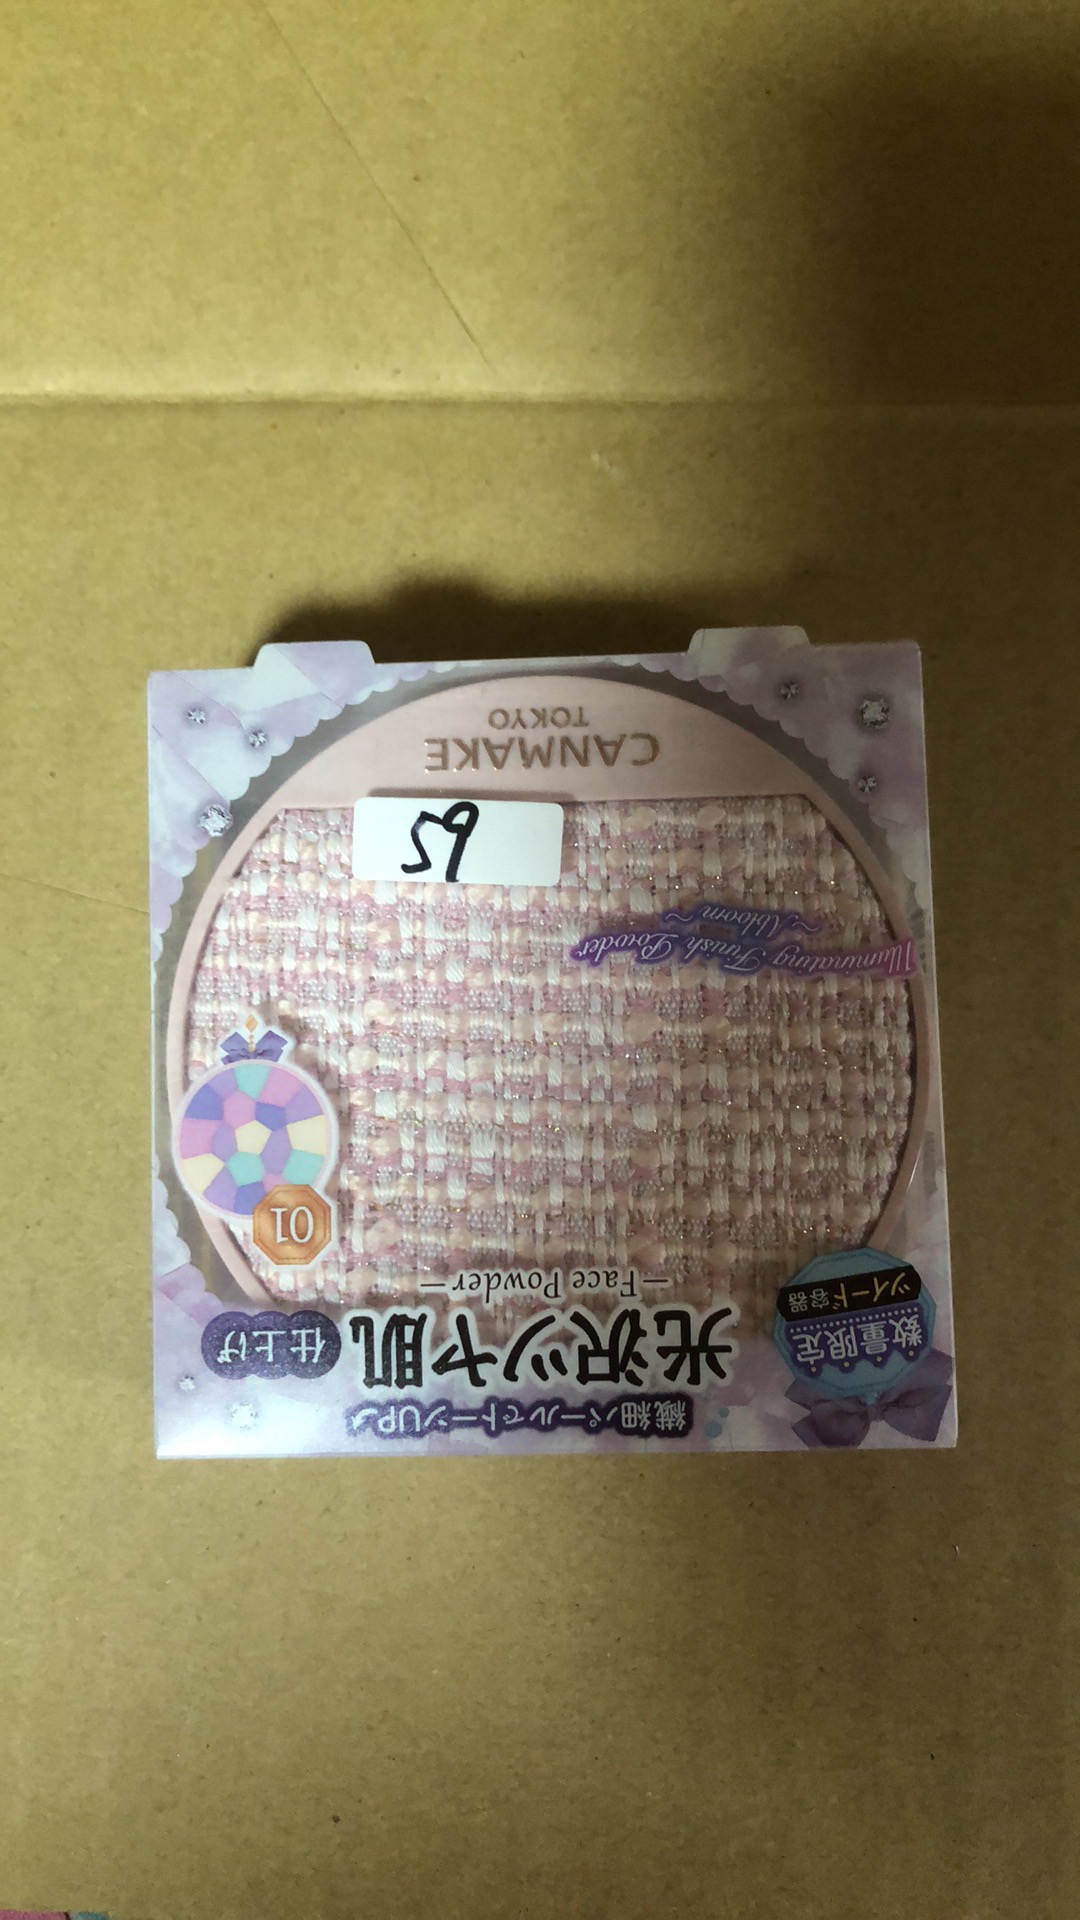 CANMAKE
TOKYO
59
Illuminating Finish Powder
～Abloom～
01
繊細パールでトーンUP
光沢ツヤ肌 仕上げ
―Face Powder―
数量限定
ツイード容器